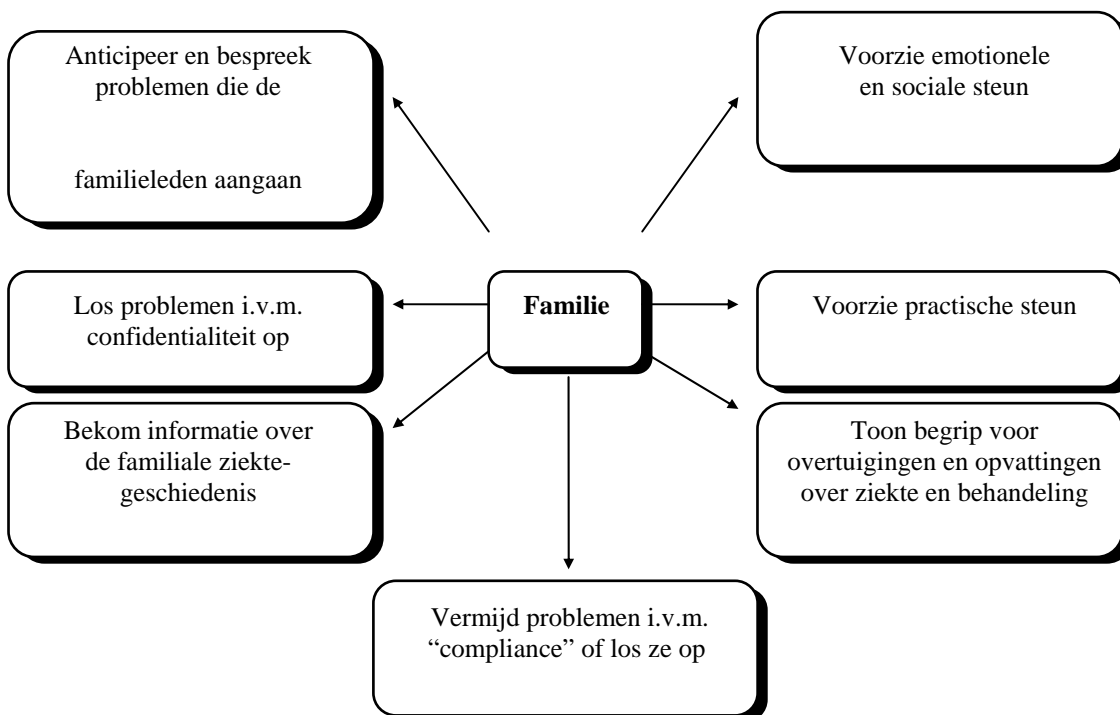 Anticipeer en bespreek
problemen die de
familieleden aangaan
Voorzie emotionele
en sociale steun
Los problemen i.v.m.
confidentialiteit op
Familie
Voorzie practische steun
Bekom informatie over
de familiale ziekte-
geschiedenis
Toon begrip voor
overtuigingen en opvattingen
over ziekte en behandeling
Vermijd problemen i.v.m.
“compliance” of los ze op